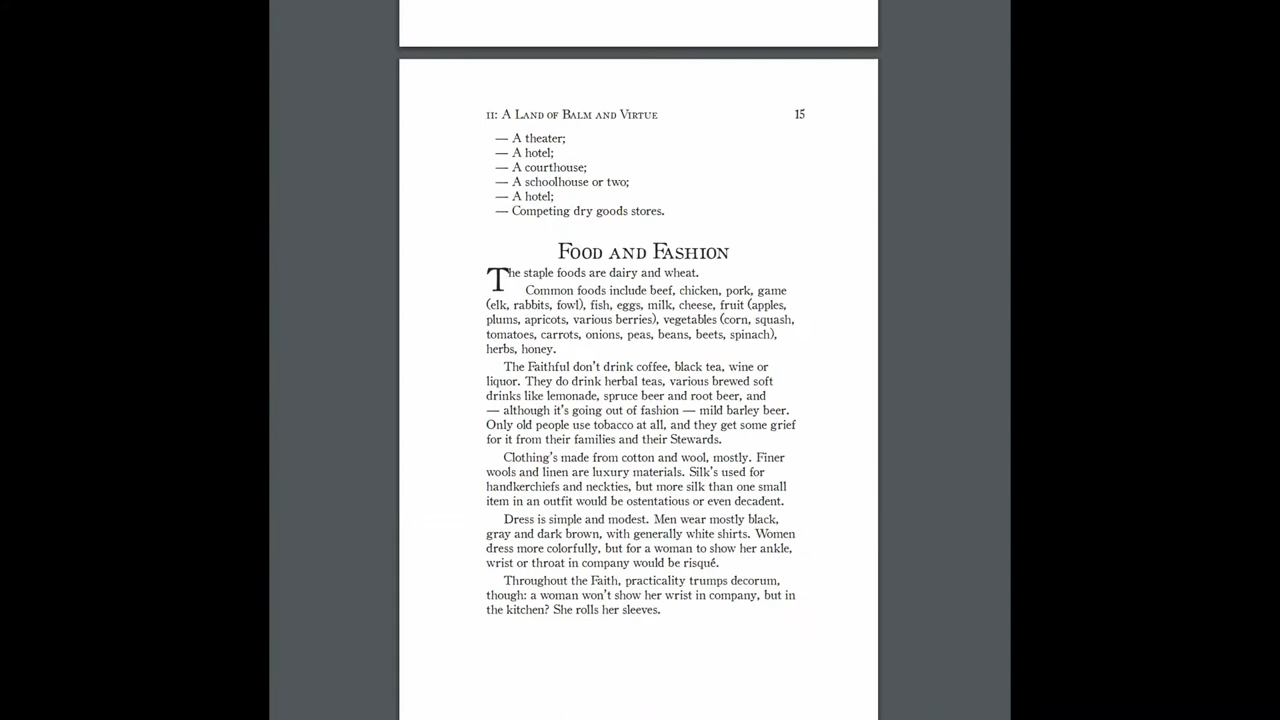 II: A Land of Balm and Virtue 15
— A theater;
— A hotel;
— A courthouse;
— A schoolhouse or two;
— A hotel;
— Competing dry goods stores.
Food and Fashion
The staple foods are dairy and wheat.
Common foods include beef, chicken, pork, game
(elk, rabbits, fowl), fish, eggs, milk, cheese, fruit (apples,
plums, apricots, various berries), vegetables (corn, squash,
tomatoes, carrots, onions, peas, beans, beets, spinach),
herbs, honey.
The Faithful don't drink coffee, black tea, wine or
liquor. They do drink herbal teas, various brewed soft
drinks like lemonade, spruce beer and root beer, and
— although it's going out of fashion — mild barley beer.
Only old people use tobacco at all, and they get some grief
for it from their families and their Stewards.
Clothing's made from cotton and wool, mostly. Finer
wools and linen are luxury materials. Silk's used for
handkerchiefs and neckties, but more silk than one small
item in an outfit would be ostentatious or even decadent.
Dress is simple and modest. Men wear mostly black,
gray and dark brown, with generally white shirts. Women
dress more colorfully, but for a woman to show her ankle,
wrist or throat in company would be risqué.
Throughout the Faith, practicality trumps decorum,
though: a woman won't show her wrist in company, but in
the kitchen? She rolls her sleeves.